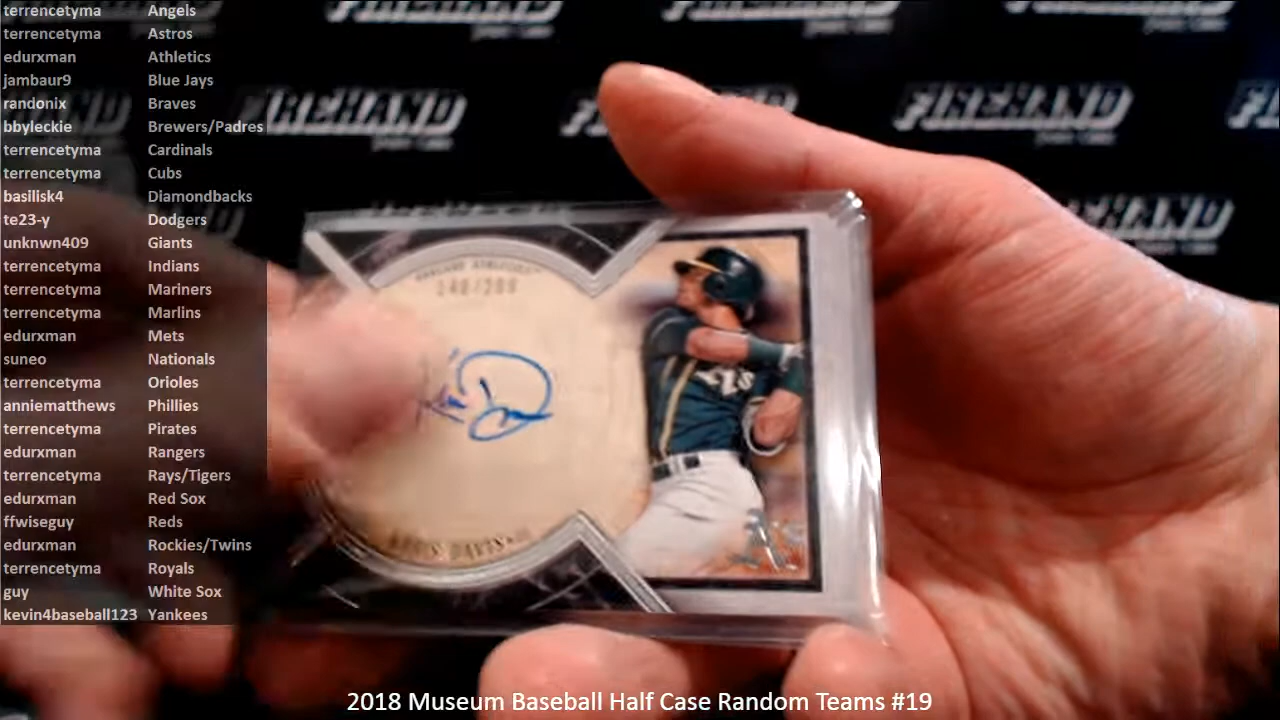 terrencetyma Angels
terrencetyma Astros
edurxman Athletics
jambaur9 Blue Jays
randonix Braves
bbyleckie Brewers/Padres
terrencetyma Cardinals
terrencetyma Cubs
basilisk4 Diamondbacks
te23-y Dodgers
unknwn409 Giants
terrencetyma Indians
terrencetyma Mariners
terrencetyma Marlins
edurxman Mets
suneo Nationals
terrencetyma Orioles
anniematthews Phillies
terrencetyma Pirates
edurxman Rangers
terrencetyma Rays/Tigers
edurxman Red Sox
ffwiseguy Reds
edurxman Rockies/Twins
terrencetyma Royals
guy White Sox
kevin4baseball123 Yankees
FIREHAND
FIREHAND
FIREHAND
DAVIS
A's
2018 Museum Baseball Half Case Random Teams #19